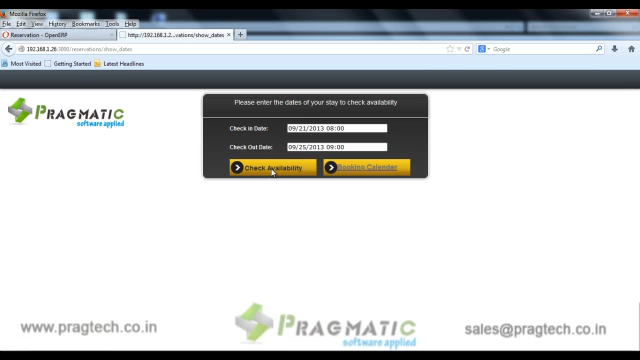 Mozilla Firefox
File Edit View History Bookmarks Tools Help
Reservation - OpenERP
http://192.168.1.2...vations/show_dates
192.168.1.26:3000/reservations/show_dates
Google
Most Visited Getting Started Latest Headlines
PRAGMATIC
software applied
Please enter the dates of your stay to check availability
Check in Date: 09/21/2013 08:00
Check Out Date: 09/25/2013 09:00
Check Availability Booking Calendar
www.pragtech.co.in
PRAGMATIC
software applied
sales@pragtech.co.in